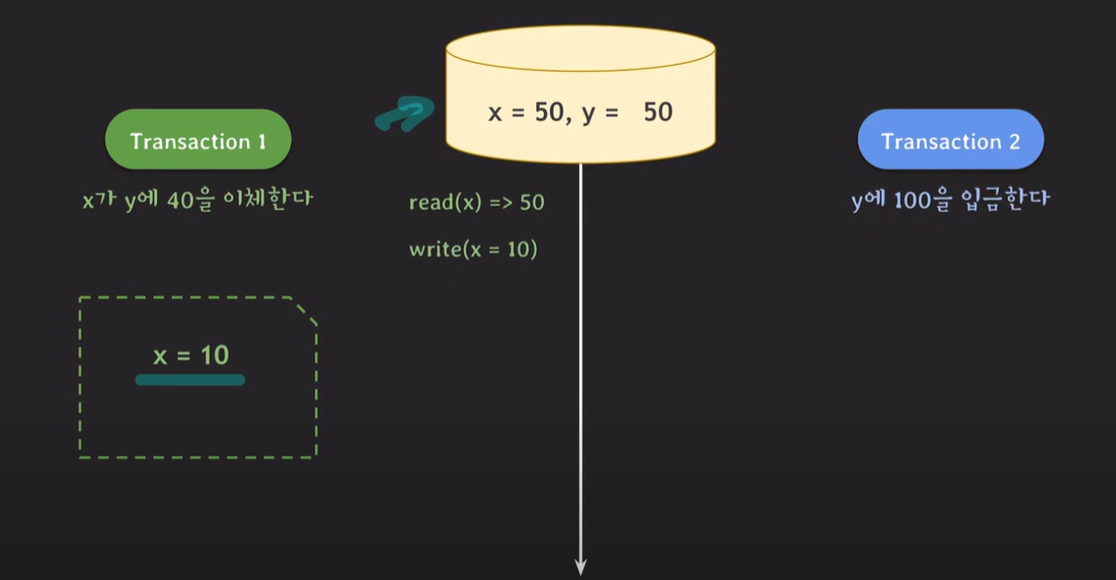 x = 50, y = 50
Transaction 1
Transaction 2
x가 y에 40을 이체한다
read(x) => 50
y에 100을 입금한다
write(x = 10)
x = 10